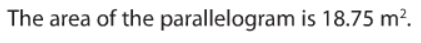 The area of the parallelogram is 18.75 m².